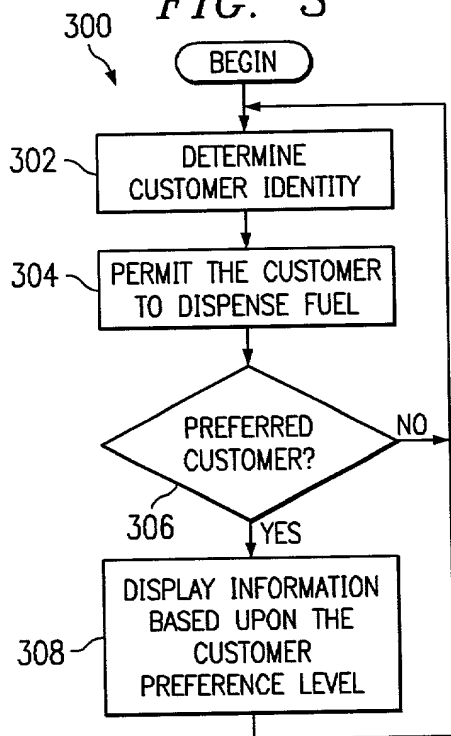 FIG. 3
300
BEGIN
302
DETERMINE
CUSTOMER IDENTITY
304
PERMIT THE CUSTOMER
TO DISPENSE FUEL
PREFERRED
CUSTOMER?
NO
306
YES
308
DISPLAY INFORMATION
BASED UPON THE
CUSTOMER
PREFERENCE LEVEL